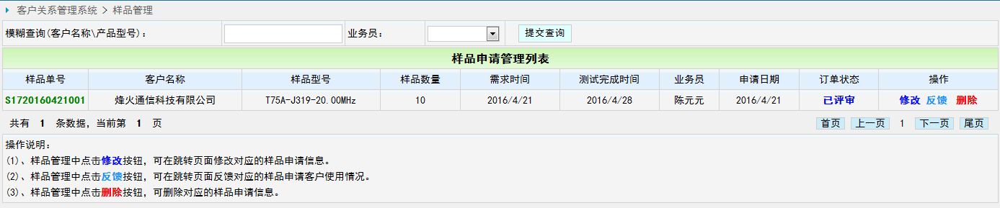 客户关系管理系统 > 样品管理
模糊查询(客户名称\产品型号): 业务员: 提交查询
样品申请管理列表
样品单号 客户名称 样品型号 样品数量 需求时间 测试完成时间 业务员 申请日期 订单状态 操作
S1720160421001 烽火通信科技有限公司 T75A-J319-20.00MHz 10 2016/4/21 2016/4/28 陈元元 2016/4/21 已评审 修改 反馈 删除
共有 1 条数据，当前第 1 页 首页 上一页 1 下一页 尾页
操作说明：
(1)、样品管理中点击修改按钮，可在跳转页面修改对应的样品申请信息。
(2)、样品管理中点击反馈按钮，可在跳转页面反馈对应的样品申请客户使用情况。
(3)、样品管理中点击删除按钮，可删除对应的样品申请信息。